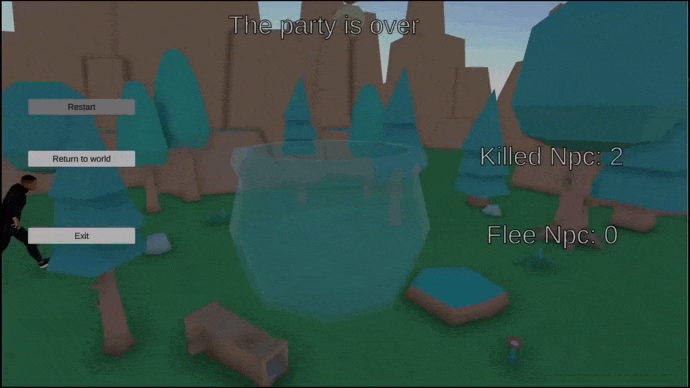 The party is over
Restart
Return to world
Killed Npc: 2
Exit
Flee Npc: 0